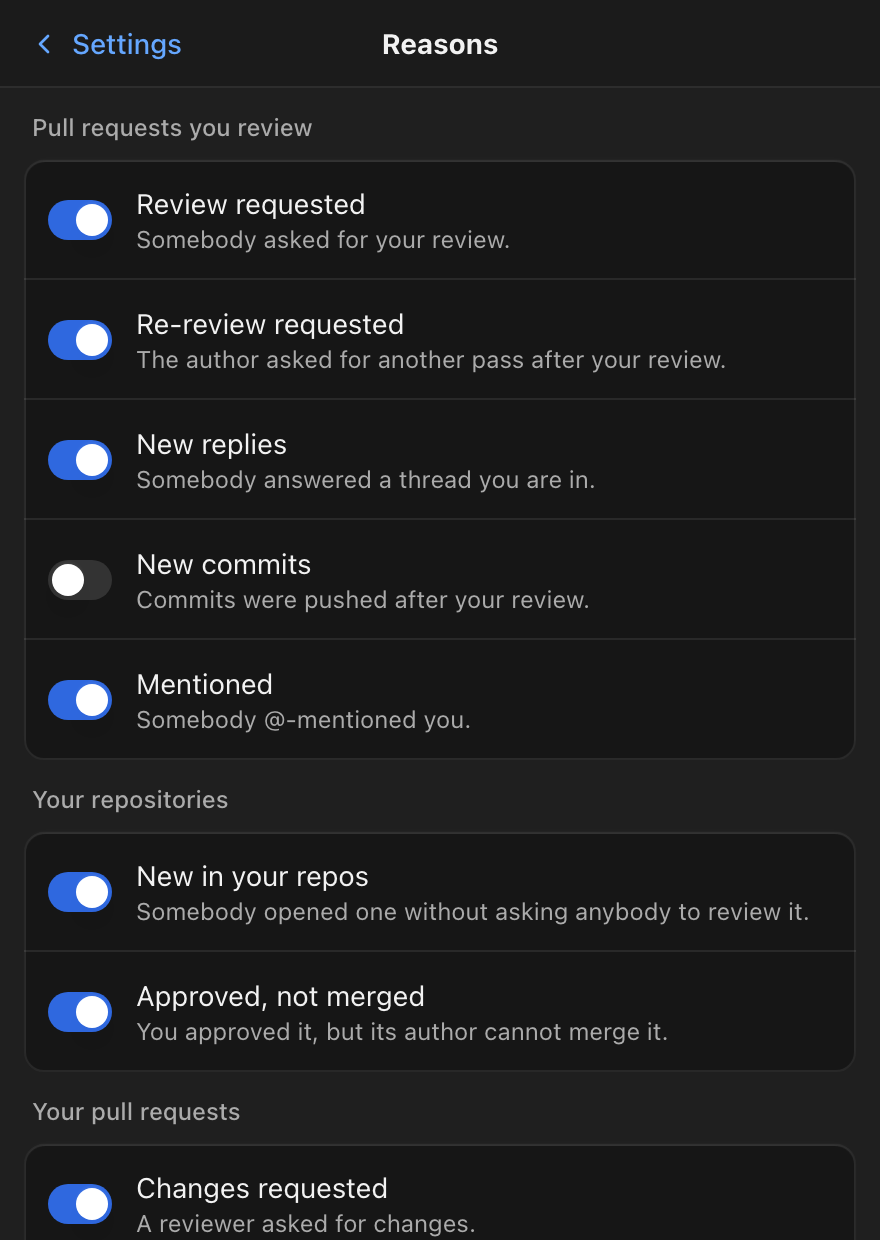 Settings
Reasons
Pull requests you review
Review requested
Somebody asked for your review.
Re-review requested
The author asked for another pass after your review.
New replies
Somebody answered a thread you are in.
New commits
Commits were pushed after your review.
Mentioned
Somebody @-mentioned you.
Your repositories
New in your repos
Somebody opened one without asking anybody to review it.
Approved, not merged
You approved it, but its author cannot merge it.
Your pull requests
Changes requested
A reviewer asked for changes.